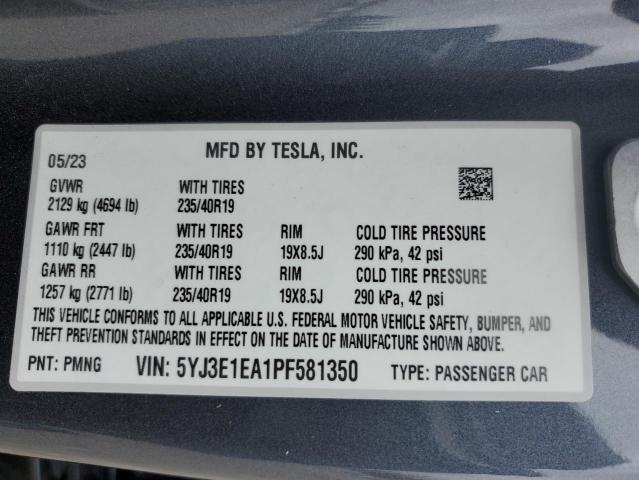 05/23 MFD BY TESLA, INC.
GVWR WITH TIRES
2129 kg (4694 lb) 235/40R19
GAWR FRT WITH TIRES RIM COLD TIRE PRESSURE
1110 kg (2447 lb) 235/40R19 19X8.5J 290 kPa, 42 psi
GAWR RR WITH TIRES RIM COLD TIRE PRESSURE
1257 kg (2771 lb) 235/40R19 19X8.5J 290 kPa, 42 psi
THIS VEHICLE CONFORMS TO ALL APPLICABLE U.S. FEDERAL MOTOR VEHICLE SAFETY, BUMPER, AND
THEFT PREVENTION STANDARDS IN EFFECT ON THE DATE OF MANUFACTURE SHOWN ABOVE.
PNT: PMNG VIN: 5YJ3E1EA1PF581350 TYPE: PASSENGER CAR